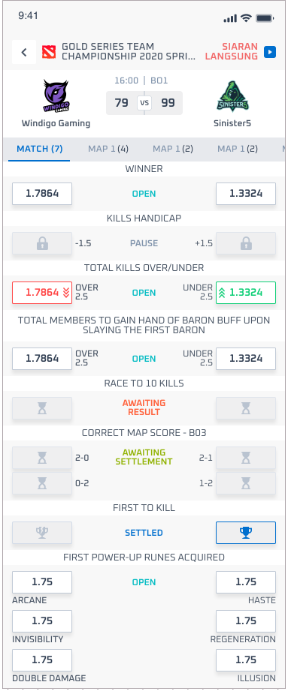 9:41
GOLD SERIES TEAM
CHAMPIONSHIP 2020 SPRI...
SIARAN
LANGSUNG
16:00 | BO1
79 VS 99
WINDIGO
GAMING
SINISTER5
Windigo Gaming
Sinister5
MATCH (7) MAP 1 (4) MAP 1 (2) MAP 1 (2)
WINNER
1.7864 OPEN 1.3324
KILLS HANDICAP
-1.5 PAUSE +1.5
TOTAL KILLS OVER/UNDER
1.7864 OVER 2.5 OPEN UNDER 2.5 1.3324
TOTAL MEMBERS TO GAIN HAND OF BARON BUFF UPON
SLAYING THE FIRST BARON
1.7864 OVER 2.5 OPEN UNDER 2.5 1.3324
RACE TO 10 KILLS
AWAITING
RESULT
CORRECT MAP SCORE - B03
2-0 AWAITING SETTLEMENT 2-1
0-2 1-2
FIRST TO KILL
SETTLED
FIRST POWER-UP RUNES ACQUIRED
1.75 OPEN 1.75
ARCANE HASTE
1.75 1.75
INVISIBILITY REGENERATION
1.75 1.75
DOUBLE DAMAGE ILLUSION